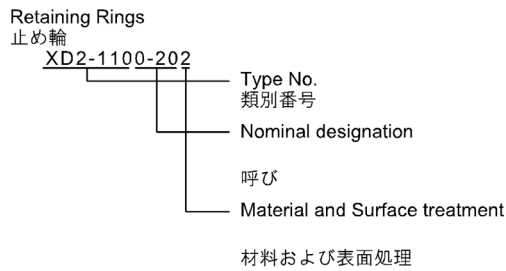 Retaining Rings
止め輪
XD2-1100-202
Type No.
類別番号
Nominal designation
呼び
Material and Surface treatment
材料および表面処理